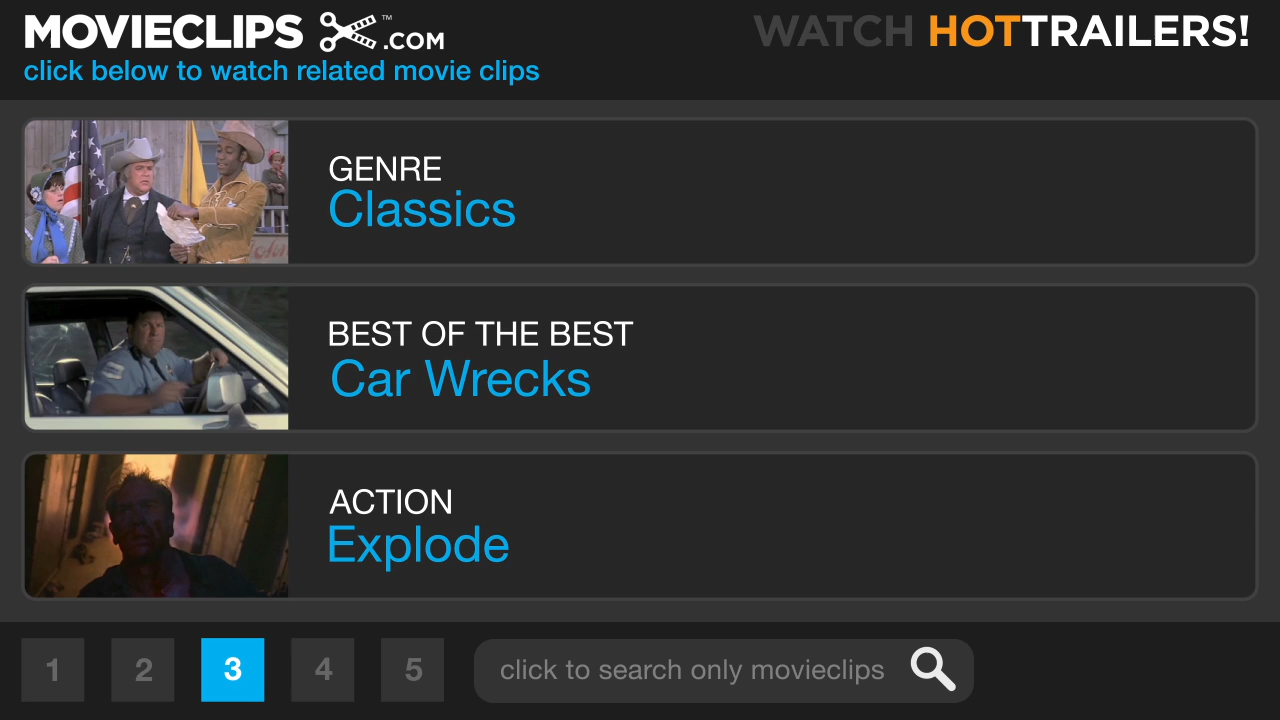 MOVIECLIPS ™ .COM
WATCH HOTTRAILERS!
click below to watch related movie clips
GENRE
Classics
BEST OF THE BEST
Car Wrecks
ACTION
Explode
1 2 3 4 5 click to search only movieclips